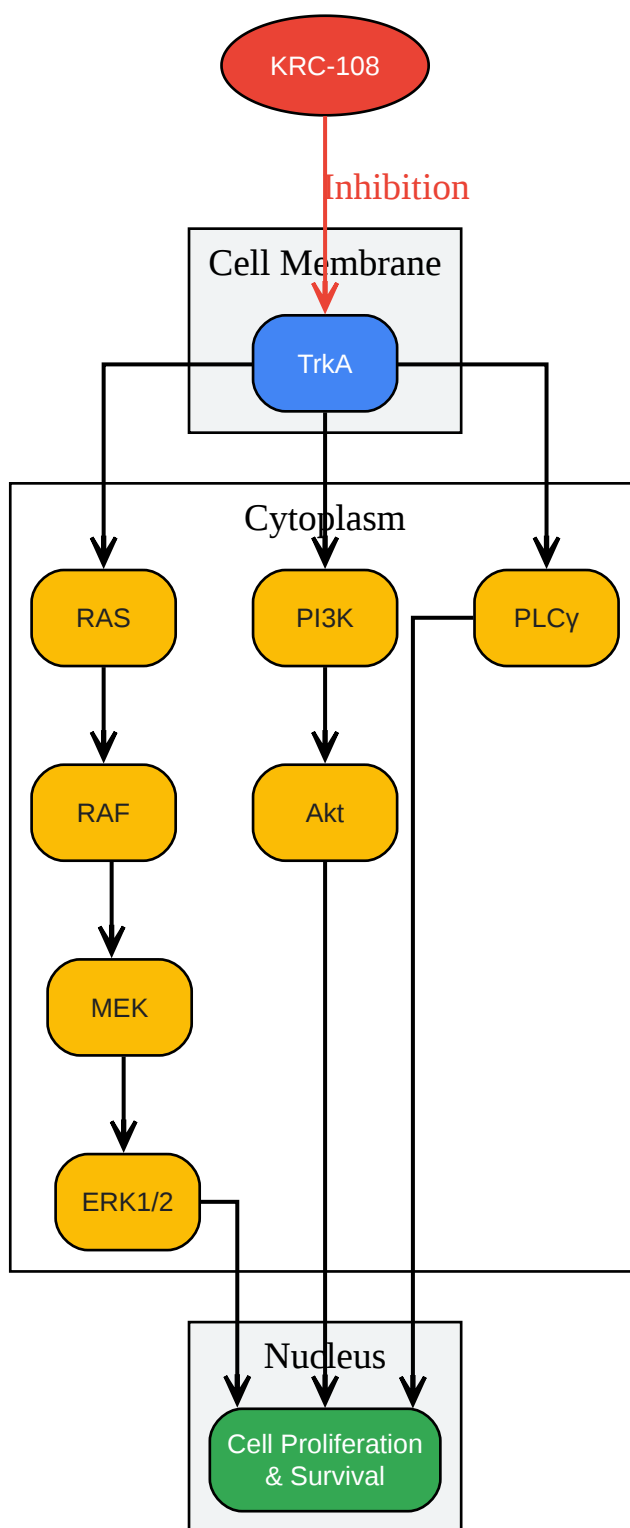 KRC-108
Inhibition
Cell Membrane
TrkA
Cytoplasm
RAS
PI3K
PLCγ
RAF
Akt
MEK
ERK1/2
Nucleus
Cell Proliferation
& Survival